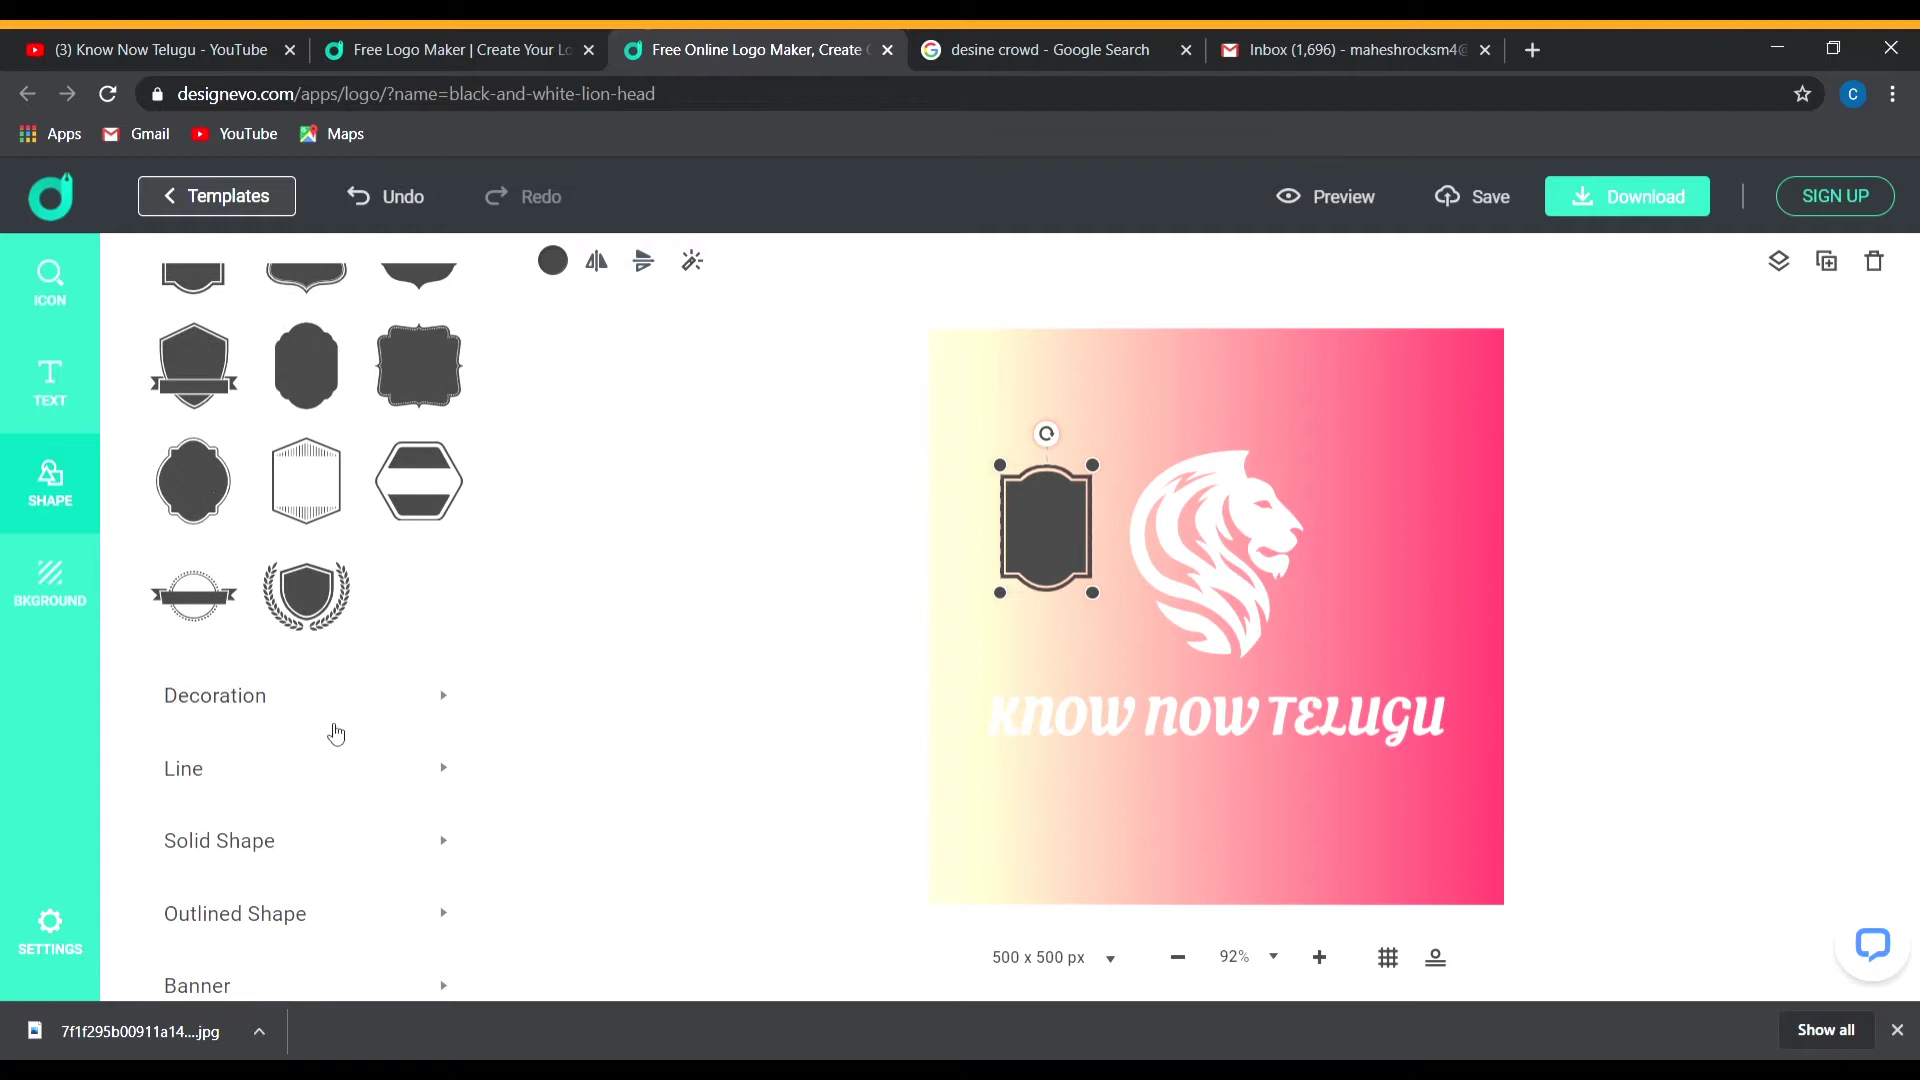 (3) Know Now Telugu - YouTube
Free Logo Maker | Create Your Lo
Free Online Logo Maker, Create
desine crowd - Google Search
Inbox (1,696) - maheshrocksm4@
designevo.com/apps/logo/?name=black-and-white-lion-head
C
Apps
Gmail
YouTube
Maps
Templates
Undo
Redo
Preview
Save
Download
SIGN UP
ICON
TEXT
SHAPE
BKGROUND
SETTINGS
Decoration
Line
Solid Shape
Outlined Shape
Banner
KNOW NOW TELUGU
500 x 500 px
92%
7f1f295b00911a14....jpg
Show all